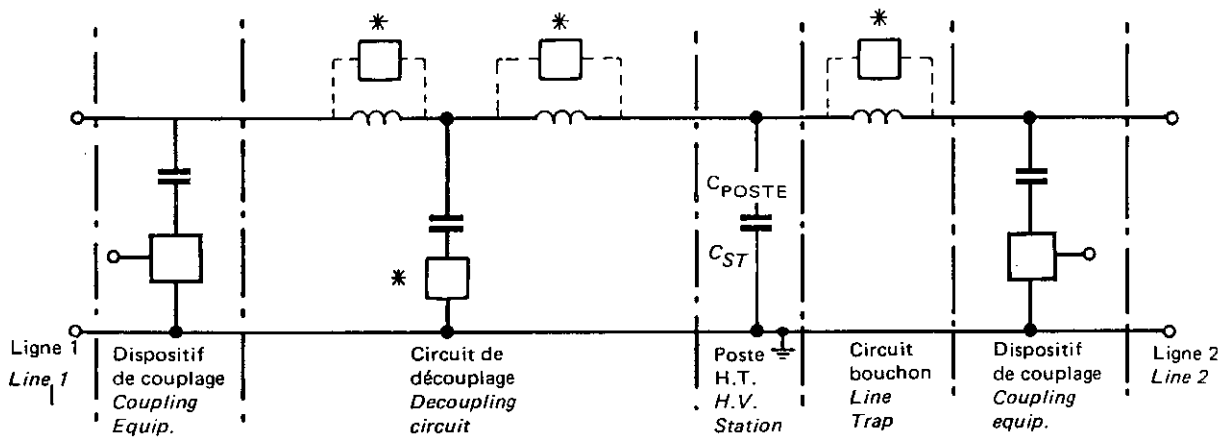 *
*
*
C_POSTE
C_ST
*
Ligne 1
Line 1
Dispositif
de couplage
Coupling
Equip.
Circuit de
découplage
Decoupling
circuit
Poste
H.T.
H.V.
Station
Circuit
bouchon
Line
Trap
Dispositif
de couplage
Coupling
equip.
Ligne 2
Line 2